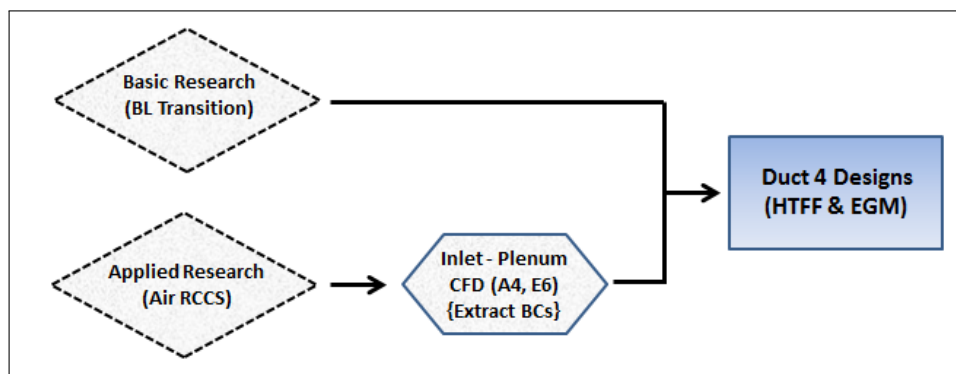 Basic Research
(BL Transition)
Duct 4 Designs
(HTFF & EGM)
Applied Research
(Air RCCS)
Inlet - Plenum
CFD (A4, E6)
{Extract BCs}